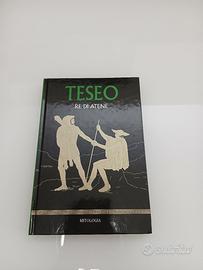 TESEO
RE DI ATENE
MITOLOGIA